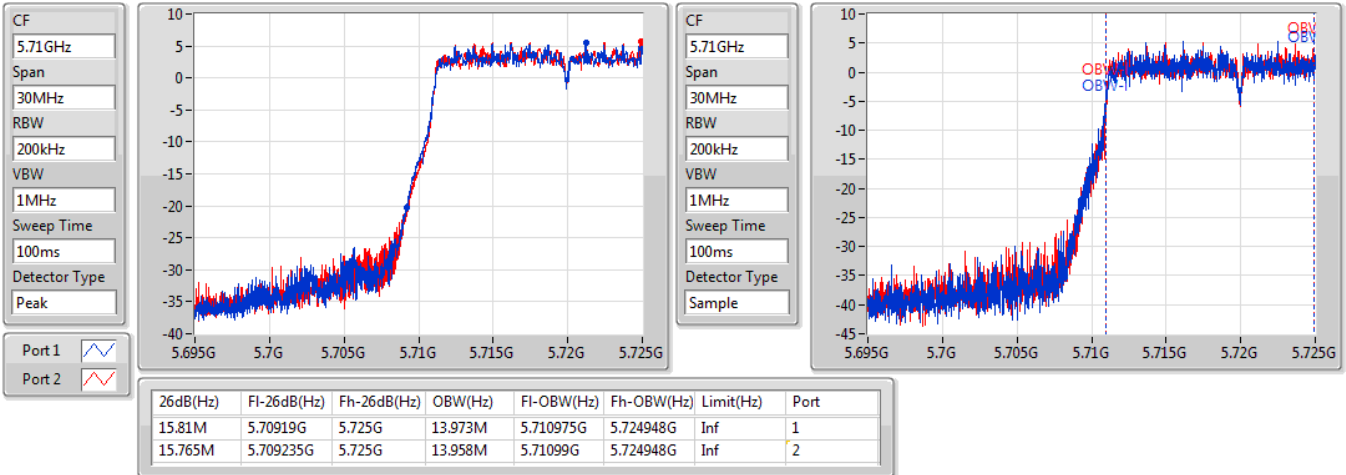 CF
5.71GHz
Span
30MHz
RBW
200kHz
VBW
1MHz
Sweep Time
100ms
Detector Type
Peak
Port 1
Port 2
10
5
0
-5
-10
-15
-20
-25
-30
-35
-40
5.695G 5.7G 5.705G 5.71G 5.715G 5.72G 5.725G
CF
5.71GHz
Span
30MHz
RBW
200kHz
VBW
1MHz
Sweep Time
100ms
Detector Type
Sample
10
5
0
-5
-10
-15
-20
-25
-30
-35
-40
-45
5.695G 5.7G 5.705G 5.71G 5.715G 5.72G 5.725G
26dB(Hz) Fl-26dB(Hz) Fh-26dB(Hz) OBW(Hz) Fl-OBW(Hz) Fh-OBW(Hz) Limit(Hz) Port
15.81M 5.70919G 5.725G 13.973M 5.710975G 5.724948G Inf 1
15.765M 5.709235G 5.725G 13.958M 5.71099G 5.724948G Inf 2